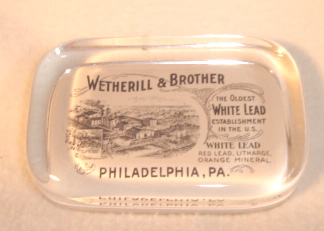 WETHERILL & BROTHER
THE OLDEST
WHITE LEAD
ESTABLISHMENT
IN THE U.S.
WHITE LEAD
RED LEAD, LITHARGE,
ORANGE MINERAL.
PHILADELPHIA, PA.